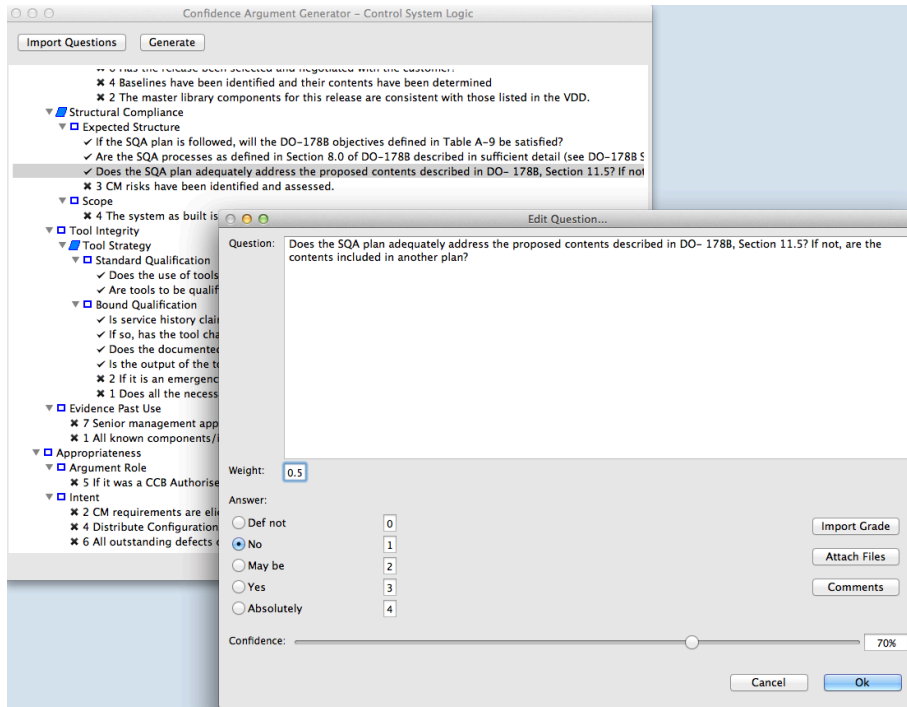 Confidence Argument Generator – Control System Logic
Import Questions Generate
Has the release been selected and negotiated with the customer?
✖ 4 Baselines have been identified and their contents have been determined
✖ 2 The master library components for this release are consistent with those listed in the VDD.
Structural Compliance
Expected Structure
✓ If the SQA plan is followed, will the DO-178B objectives defined in Table A-9 be satisfied?
✓ Are the SQA processes as defined in Section 8.0 of DO-178B described in sufficient detail (see DO-178B S
✓ Does the SQA plan adequately address the proposed contents described in DO- 178B, Section 11.5? If not
✖ 3 CM risks have been identified and assessed.
Scope
✖ 4 The system as built is
Tool Integrity
Tool Strategy
Standard Qualification
✓ Does the use of tools
✓ Are tools to be qualif
Bound Qualification
✓ Is service history clai
✓ If so, has the tool cha
✓ Does the documented
✓ Is the output of the to
✖ 2 If it is an emergenc
✖ 1 Does all the necess
Evidence Past Use
✖ 7 Senior management app
✖ 1 All known components/i
Appropriateness
Argument Role
✖ 5 If it was a CCB Authorise
Intent
✖ 2 CM requirements are eli
✖ 4 Distribute Configuration
✖ 6 All outstanding defects
Edit Question...
Question: Does the SQA plan adequately address the proposed contents described in DO- 178B, Section 11.5? If not, are the
contents included in another plan?
Weight: 0.5
Answer:
Def not 0
No 1
May be 2
Yes 3
Absolutely 4
Import Grade
Attach Files
Comments
Confidence: 70%
Cancel Ok